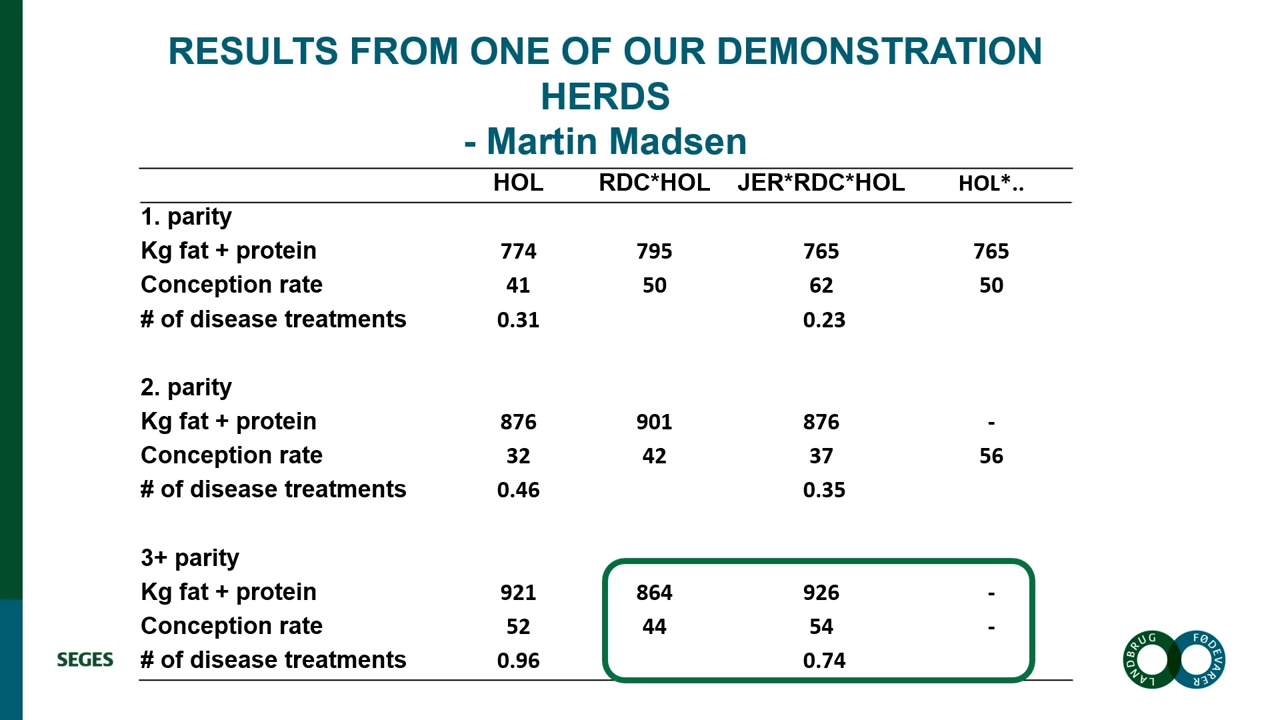 RESULTS FROM ONE OF OUR DEMONSTRATION
HERDS
- Martin Madsen
HOL RDC*HOL JER*RDC*HOL HOL*..
1. parity
Kg fat + protein 774 795 765 765
Conception rate 41 50 62 50
# of disease treatments 0.31 0.23
2. parity
Kg fat + protein 876 901 876 -
Conception rate 32 42 37 56
# of disease treatments 0.46 0.35
3+ parity
Kg fat + protein 921 864 926 -
Conception rate 52 44 54 -
# of disease treatments 0.96 0.74
SEGES
LANDBRUG FØDEVARER